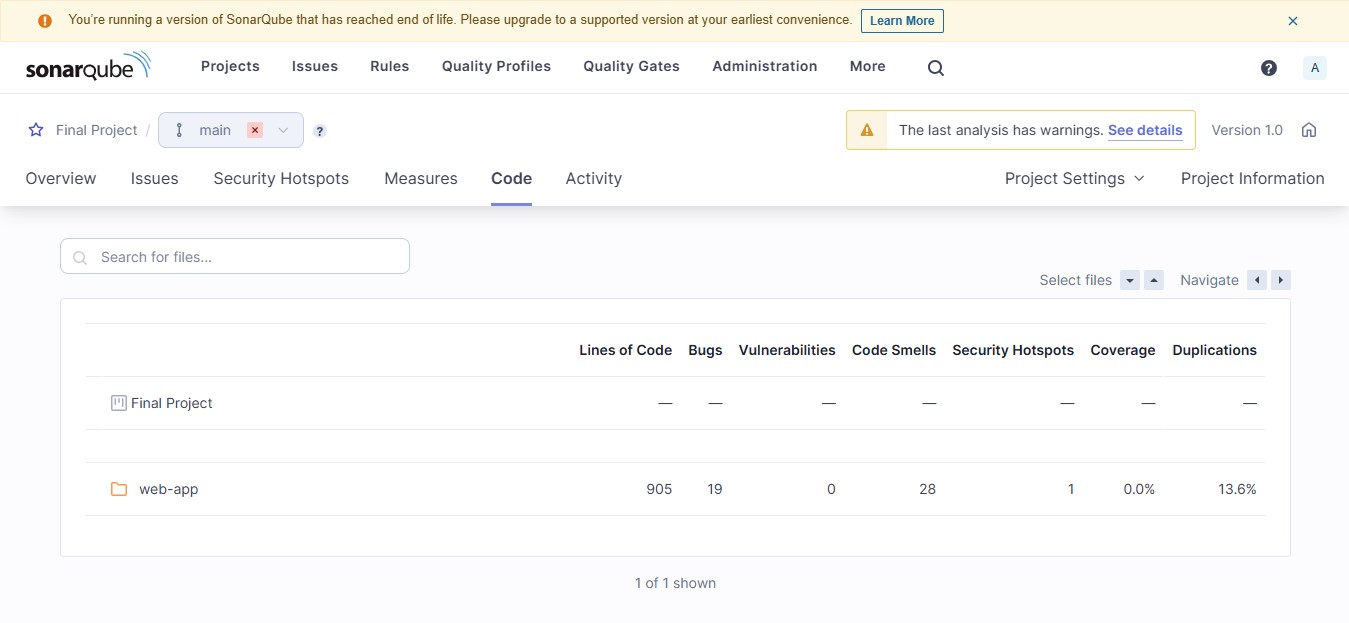 You're running a version of SonarQube that has reached end of life. Please upgrade to a supported version at your earliest convenience. Learn More
sonarqube Projects Issues Rules Quality Profiles Quality Gates Administration More A
Final Project / main ? The last analysis has warnings. See details Version 1.0
Overview Issues Security Hotspots Measures Code Activity Project Settings Project Information
Search for files...
Select files Navigate
Lines of Code Bugs Vulnerabilities Code Smells Security Hotspots Coverage Duplications
Final Project — — — — — — —
web-app 905 19 0 28 1 0.0% 13.6%
1 of 1 shown